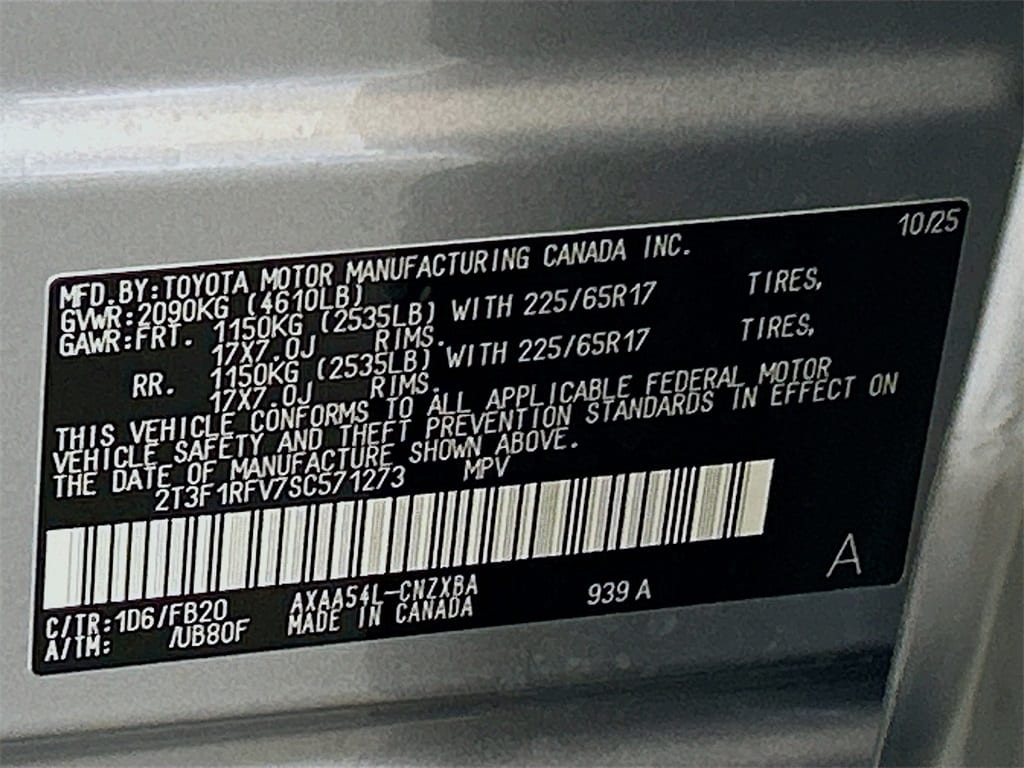 10/25
MFD.BY:TOYOTA MOTOR MANUFACTURING CANADA INC.
GVWR:2090KG (4610LB)
GAWR:FRT. 1150KG (2535LB) WITH 225/65R17 TIRES,
17X7.0J RIMS.
RR. 1150KG (2535LB) WITH 225/65R17 TIRES,
17X7.0J RIMS.
THIS VEHICLE CONFORMS TO ALL APPLICABLE FEDERAL MOTOR
VEHICLE SAFETY AND THEFT PREVENTION STANDARDS IN EFFECT ON
THE DATE OF MANUFACTURE SHOWN ABOVE.
2T3F1RFV7SC571273 MPV
A
C/TR:1D6/FB20 AXAA54L-CNZXBA 939 A
A/TM: /UB80F MADE IN CANADA